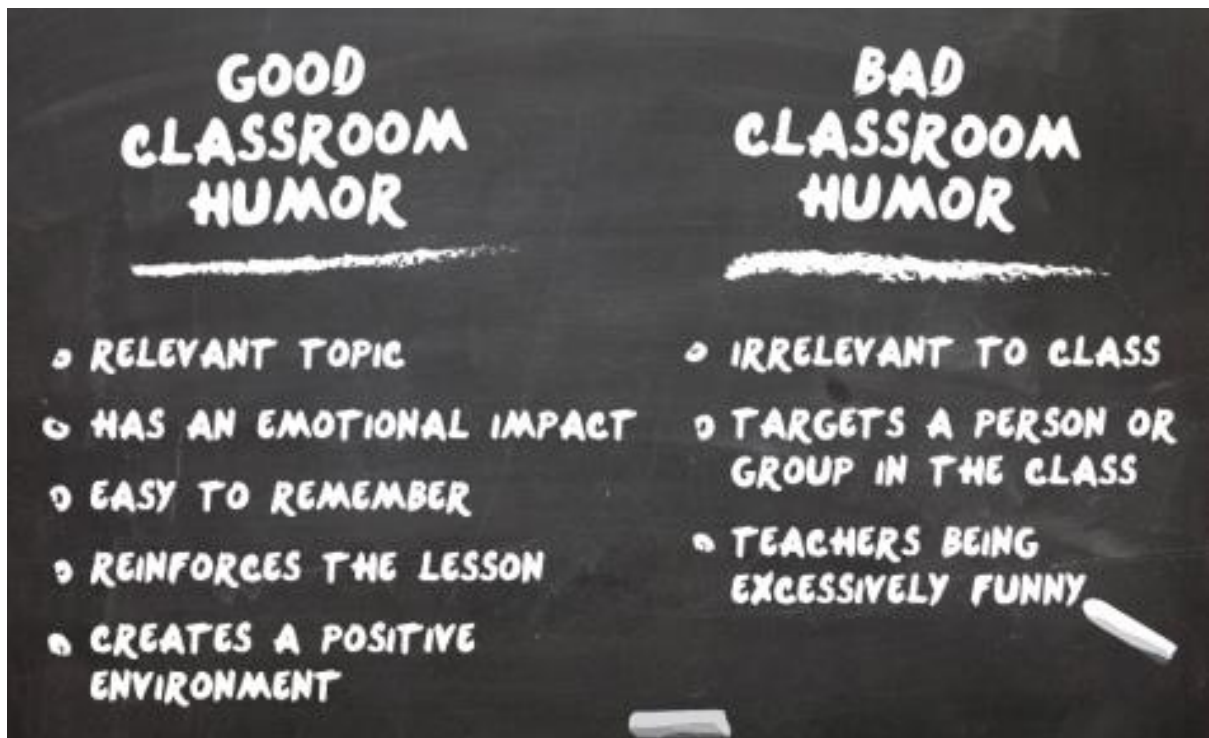 GOOD
CLASSROOM
HUMOR
RELEVANT TOPIC
HAS AN EMOTIONAL IMPACT
EASY TO REMEMBER
REINFORCES THE LESSON
CREATES A POSITIVE
ENVIRONMENT
BAD
CLASSROOM
HUMOR
IRRELEVANT TO CLASS
TARGETS A PERSON OR
GROUP IN THE CLASS
TEACHERS BEING
EXCESSIVELY FUNNY